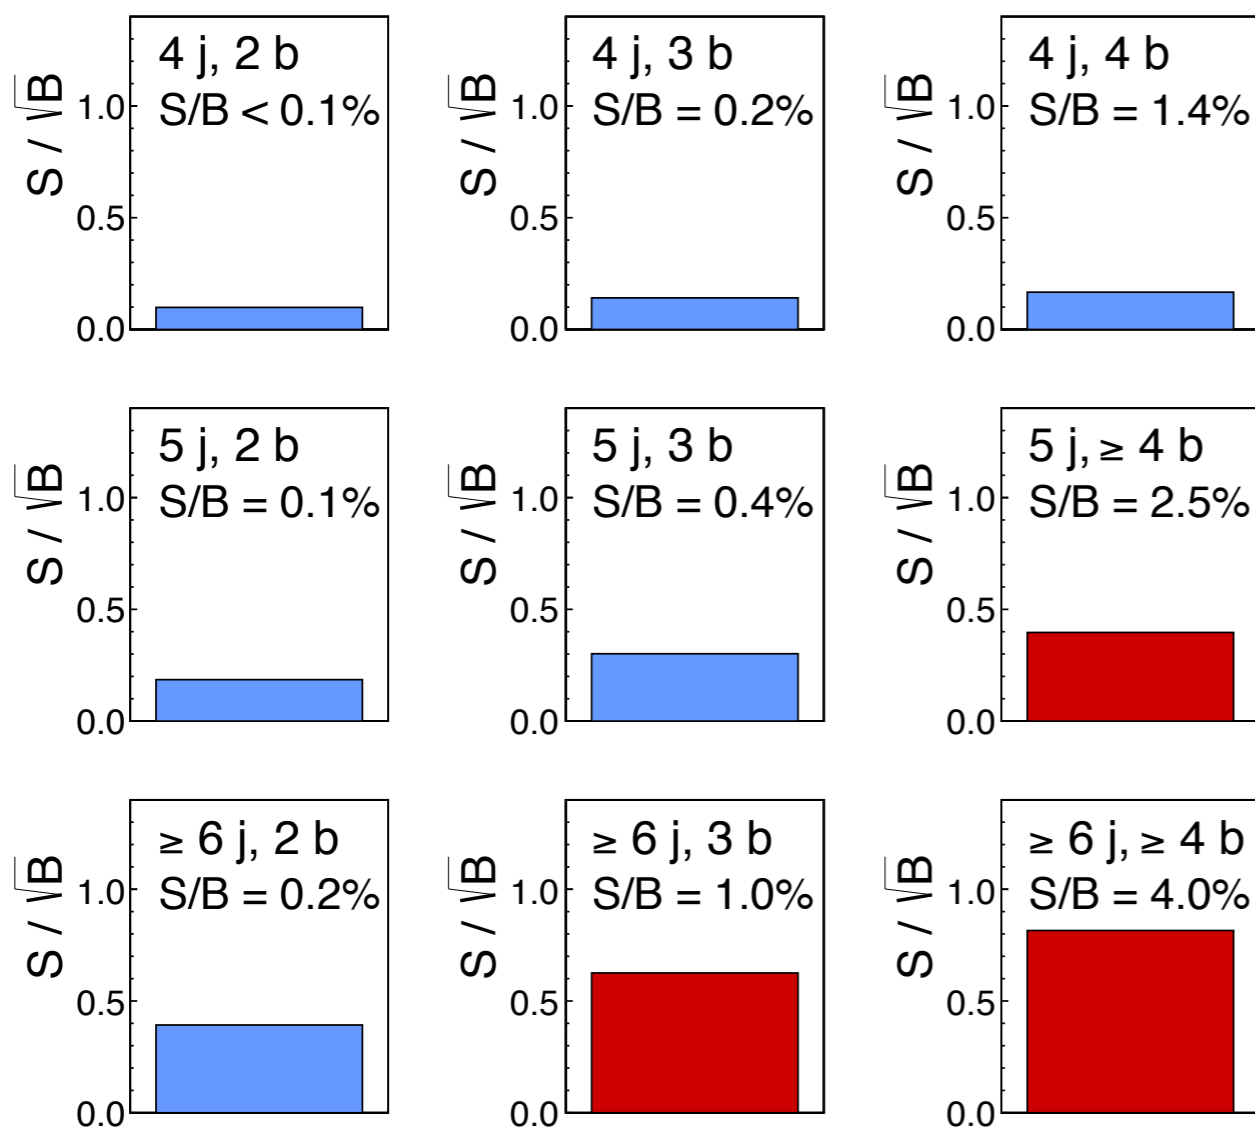 4 j, 2 b
S/B < 0.1%
S / √B
1.0
0.5
0.0
4 j, 3 b
S/B = 0.2%
S / √B
1.0
0.5
0.0
4 j, 4 b
S/B = 1.4%
S / √B
1.0
0.5
0.0
5 j, 2 b
S/B = 0.1%
S / √B
1.0
0.5
0.0
5 j, 3 b
S/B = 0.4%
S / √B
1.0
0.5
0.0
5 j, ≥ 4 b
S/B = 2.5%
S / √B
1.0
0.5
0.0
≥ 6 j, 2 b
S/B = 0.2%
S / √B
1.0
0.5
0.0
≥ 6 j, 3 b
S/B = 1.0%
S / √B
1.0
0.5
0.0
≥ 6 j, ≥ 4 b
S/B = 4.0%
S / √B
1.0
0.5
0.0